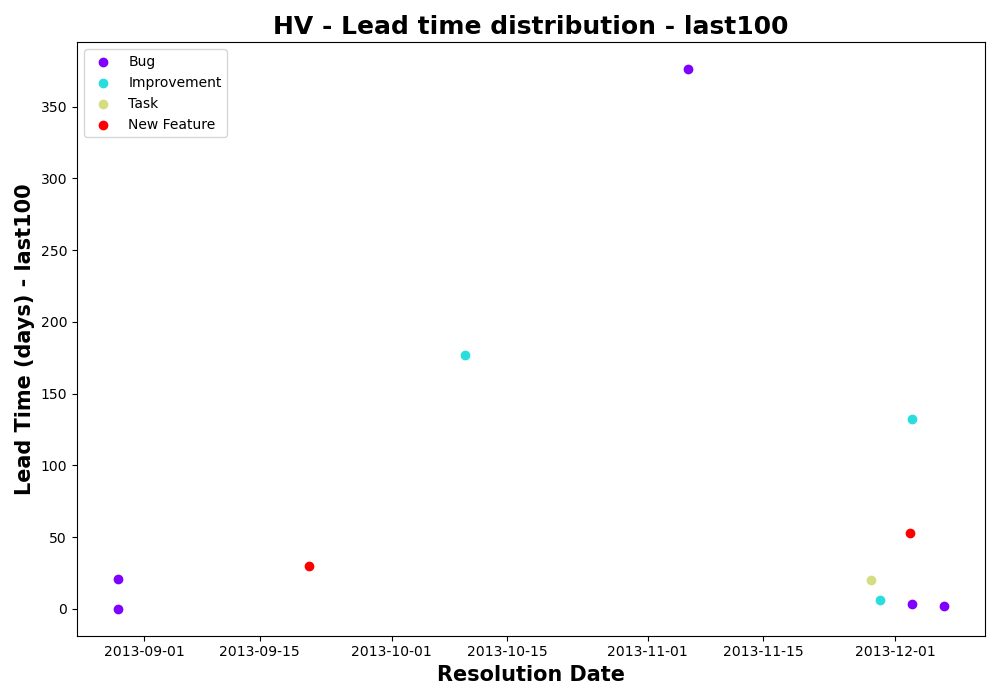 HV - Lead time distribution - last100
Bug
Improvement
Task
New Feature
Lead Time (days) - last100
350
300
250
200
150
100
50
0
2013-09-01 2013-09-15 2013-10-01 2013-10-15 2013-11-01 2013-11-15 2013-12-01
Resolution Date